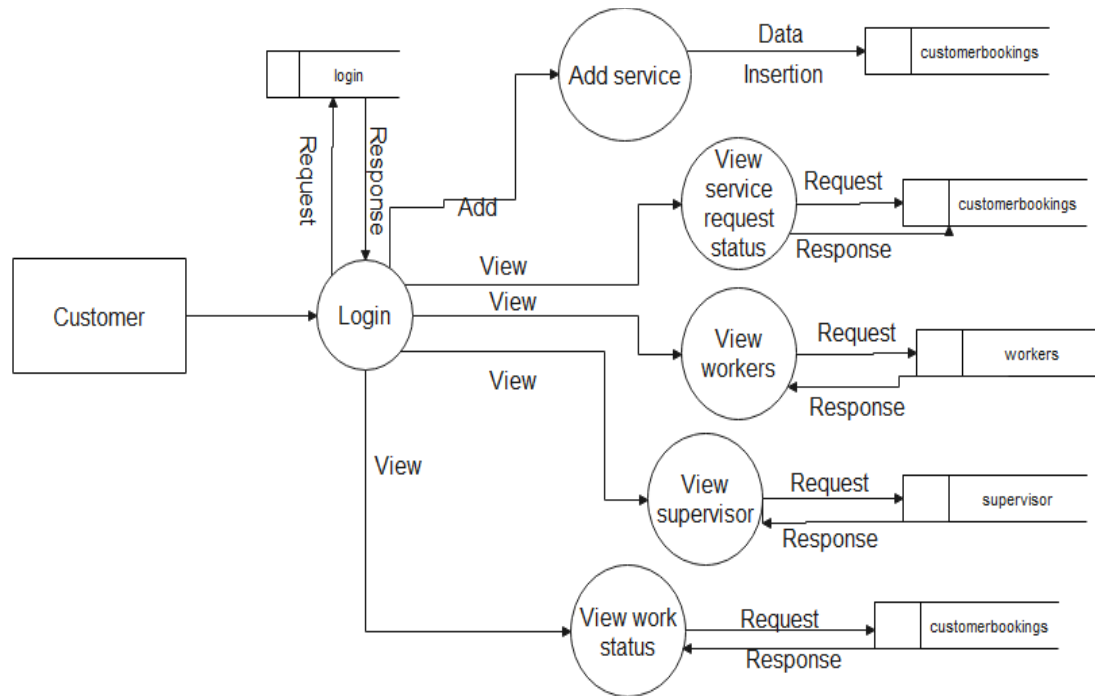 Data
Add service
Insertion
customerbookings
login
Request
Response
Add
View
service
request
status
Request
customerbookings
Response
View
View
Customer
Login
View
workers
Request
workers
Response
View
View
View
supervisor
Request
supervisor
Response
View work
status
Request
customerbookings
Response